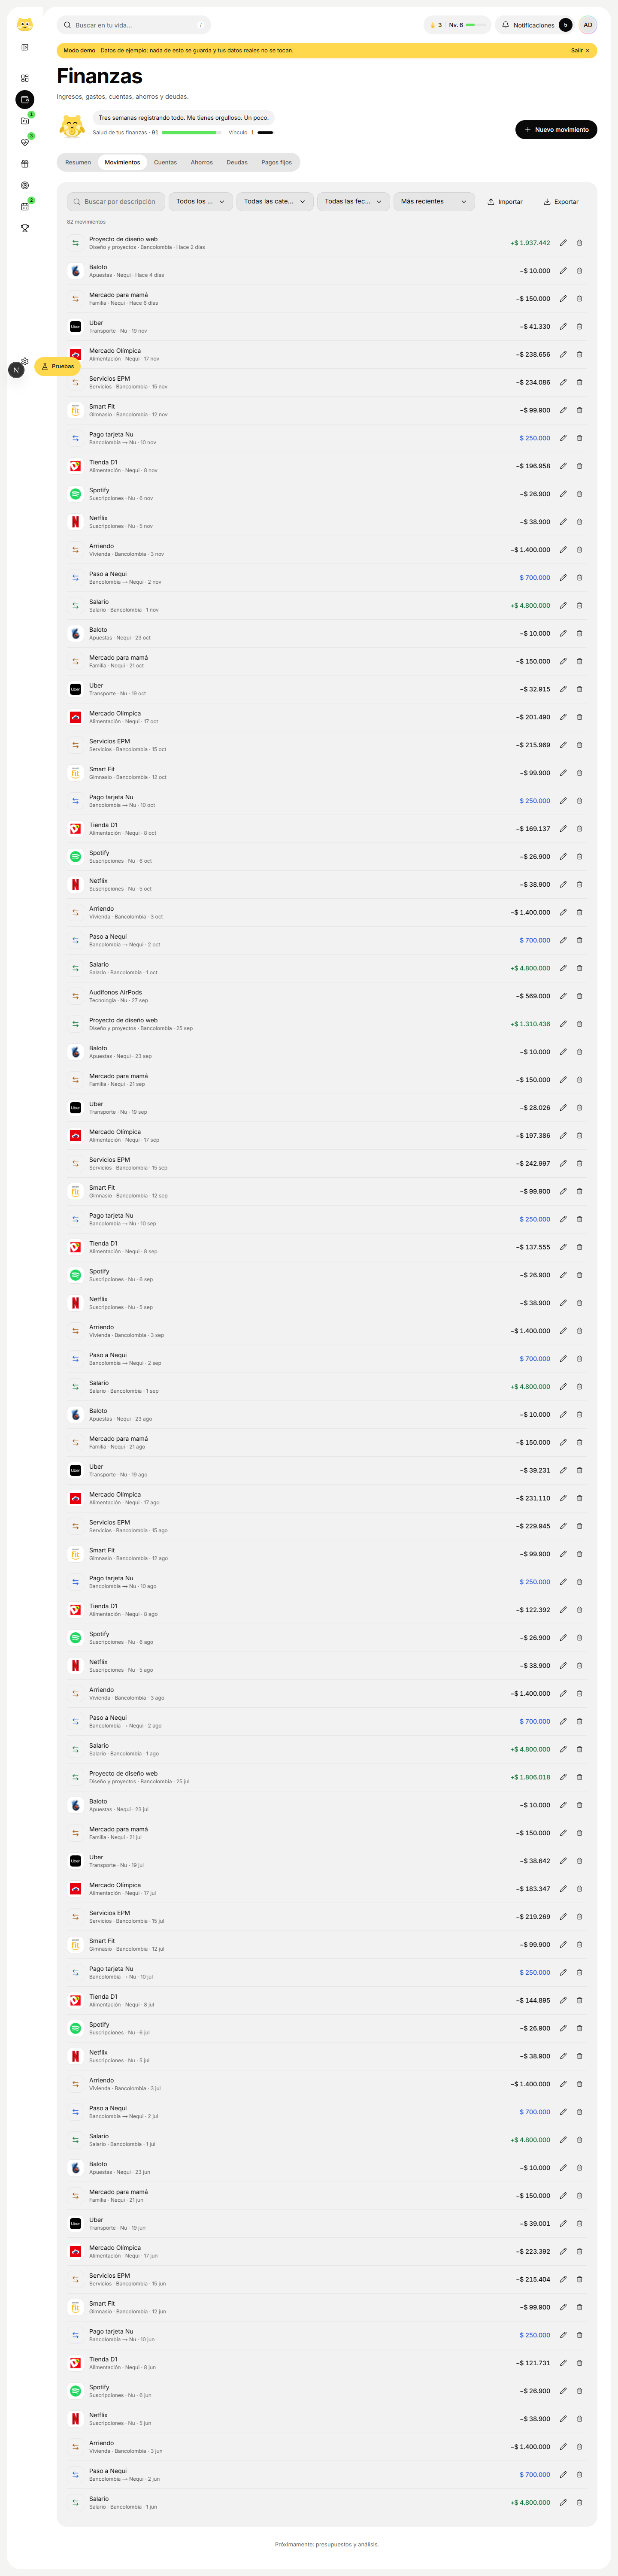 Buscar en tu vida...
/
3
Nv. 6
Notificaciones
5
AD
Modo demo Datos de ejemplo; nada de esto se guarda y tus datos reales no se tocan.
Salir ×
Finanzas
Ingresos, gastos, cuentas, ahorros y deudas.
Tres semanas registrando todo. Me tienes orgulloso. Un poco.
Salud de tus finanzas · 91
Vínculo 1
Nuevo movimiento
Resumen
Movimientos
Cuentas
Ahorros
Deudas
Pagos fijos
Buscar por descripción
Todos los ...
Todas las cate...
Todas las fec...
Más recientes
Importar
Exportar
82 movimientos
Proyecto de diseño web
Diseño y proyectos · Bancolombia · Hace 2 días
+$ 1.937.442
Baloto
Apuestas · Nequi · Hace 4 días
−$ 10.000
Mercado para mamá
Familia · Nequi · Hace 6 días
−$ 150.000
Uber
Transporte · Nu · 19 nov
−$ 41.330
Mercado Olímpica
Alimentación · Nequi · 17 nov
−$ 238.656
N
Pruebas
Servicios EPM
Servicios · Bancolombia · 15 nov
−$ 234.086
Smart Fit
Gimnasio · Bancolombia · 12 nov
−$ 99.900
Pago tarjeta Nu
Bancolombia → Nu · 10 nov
$ 250.000
Tienda D1
Alimentación · Nequi · 8 nov
−$ 196.958
Spotify
Suscripciones · Nu · 6 nov
−$ 26.900
Netflix
Suscripciones · Nu · 5 nov
−$ 38.900
Arriendo
Vivienda · Bancolombia · 3 nov
−$ 1.400.000
Paso a Nequi
Bancolombia → Nequi · 2 nov
$ 700.000
Salario
Salario · Bancolombia · 1 nov
+$ 4.800.000
Baloto
Apuestas · Nequi · 23 oct
−$ 10.000
Mercado para mamá
Familia · Nequi · 21 oct
−$ 150.000
Uber
Transporte · Nu · 19 oct
−$ 32.915
Mercado Olímpica
Alimentación · Nequi · 17 oct
−$ 201.490
Servicios EPM
Servicios · Bancolombia · 15 oct
−$ 215.969
Smart Fit
Gimnasio · Bancolombia · 12 oct
−$ 99.900
Pago tarjeta Nu
Bancolombia → Nu · 10 oct
$ 250.000
Tienda D1
Alimentación · Nequi · 8 oct
−$ 169.137
Spotify
Suscripciones · Nu · 6 oct
−$ 26.900
Netflix
Suscripciones · Nu · 5 oct
−$ 38.900
Arriendo
Vivienda · Bancolombia · 3 oct
−$ 1.400.000
Paso a Nequi
Bancolombia → Nequi · 2 oct
$ 700.000
Salario
Salario · Bancolombia · 1 oct
+$ 4.800.000
Audífonos AirPods
Tecnología · Nu · 27 sep
−$ 569.000
Proyecto de diseño web
Diseño y proyectos · Bancolombia · 25 sep
+$ 1.310.436
Baloto
Apuestas · Nequi · 23 sep
−$ 10.000
Mercado para mamá
Familia · Nequi · 21 sep
−$ 150.000
Uber
Transporte · Nu · 19 sep
−$ 28.026
Mercado Olímpica
Alimentación · Nequi · 17 sep
−$ 197.386
Servicios EPM
Servicios · Bancolombia · 15 sep
−$ 242.997
Smart Fit
Gimnasio · Bancolombia · 12 sep
−$ 99.900
Pago tarjeta Nu
Bancolombia → Nu · 10 sep
$ 250.000
Tienda D1
Alimentación · Nequi · 8 sep
−$ 137.555
Spotify
Suscripciones · Nu · 6 sep
−$ 26.900
Netflix
Suscripciones · Nu · 5 sep
−$ 38.900
Arriendo
Vivienda · Bancolombia · 3 sep
−$ 1.400.000
Paso a Nequi
Bancolombia → Nequi · 2 sep
$ 700.000
Salario
Salario · Bancolombia · 1 sep
+$ 4.800.000
Baloto
Apuestas · Nequi · 23 ago
−$ 10.000
Mercado para mamá
Familia · Nequi · 21 ago
−$ 150.000
Uber
Transporte · Nu · 19 ago
−$ 39.231
Mercado Olímpica
Alimentación · Nequi · 17 ago
−$ 231.110
Servicios EPM
Servicios · Bancolombia · 15 ago
−$ 229.945
Smart Fit
Gimnasio · Bancolombia · 12 ago
−$ 99.900
Pago tarjeta Nu
Bancolombia → Nu · 10 ago
$ 250.000
Tienda D1
Alimentación · Nequi · 8 ago
−$ 122.392
Spotify
Suscripciones · Nu · 6 ago
−$ 26.900
Netflix
Suscripciones · Nu · 5 ago
−$ 38.900
Arriendo
Vivienda · Bancolombia · 3 ago
−$ 1.400.000
Paso a Nequi
Bancolombia → Nequi · 2 ago
$ 700.000
Salario
Salario · Bancolombia · 1 ago
+$ 4.800.000
Proyecto de diseño web
Diseño y proyectos · Bancolombia · 25 jul
+$ 1.806.018
Baloto
Apuestas · Nequi · 23 jul
−$ 10.000
Mercado para mamá
Familia · Nequi · 21 jul
−$ 150.000
Uber
Transporte · Nu · 19 jul
−$ 38.642
Mercado Olímpica
Alimentación · Nequi · 17 jul
−$ 183.347
Servicios EPM
Servicios · Bancolombia · 15 jul
−$ 219.269
Smart Fit
Gimnasio · Bancolombia · 12 jul
−$ 99.900
Pago tarjeta Nu
Bancolombia → Nu · 10 jul
$ 250.000
Tienda D1
Alimentación · Nequi · 8 jul
−$ 144.895
Spotify
Suscripciones · Nu · 6 jul
−$ 26.900
Netflix
Suscripciones · Nu · 5 jul
−$ 38.900
Arriendo
Vivienda · Bancolombia · 3 jul
−$ 1.400.000
Paso a Nequi
Bancolombia → Nequi · 2 jul
$ 700.000
Salario
Salario · Bancolombia · 1 jul
+$ 4.800.000
Baloto
Apuestas · Nequi · 23 jun
−$ 10.000
Mercado para mamá
Familia · Nequi · 21 jun
−$ 150.000
Uber
Transporte · Nu · 19 jun
−$ 39.001
Mercado Olímpica
Alimentación · Nequi · 17 jun
−$ 223.392
Servicios EPM
Servicios · Bancolombia · 15 jun
−$ 215.404
Smart Fit
Gimnasio · Bancolombia · 12 jun
−$ 99.900
Pago tarjeta Nu
Bancolombia → Nu · 10 jun
$ 250.000
Tienda D1
Alimentación · Nequi · 8 jun
−$ 121.731
Spotify
Suscripciones · Nu · 6 jun
−$ 26.900
Netflix
Suscripciones · Nu · 5 jun
−$ 38.900
Arriendo
Vivienda · Bancolombia · 3 jun
−$ 1.400.000
Paso a Nequi
Bancolombia → Nequi · 2 jun
$ 700.000
Salario
Salario · Bancolombia · 1 jun
+$ 4.800.000
Próximamente: presupuestos y análisis.